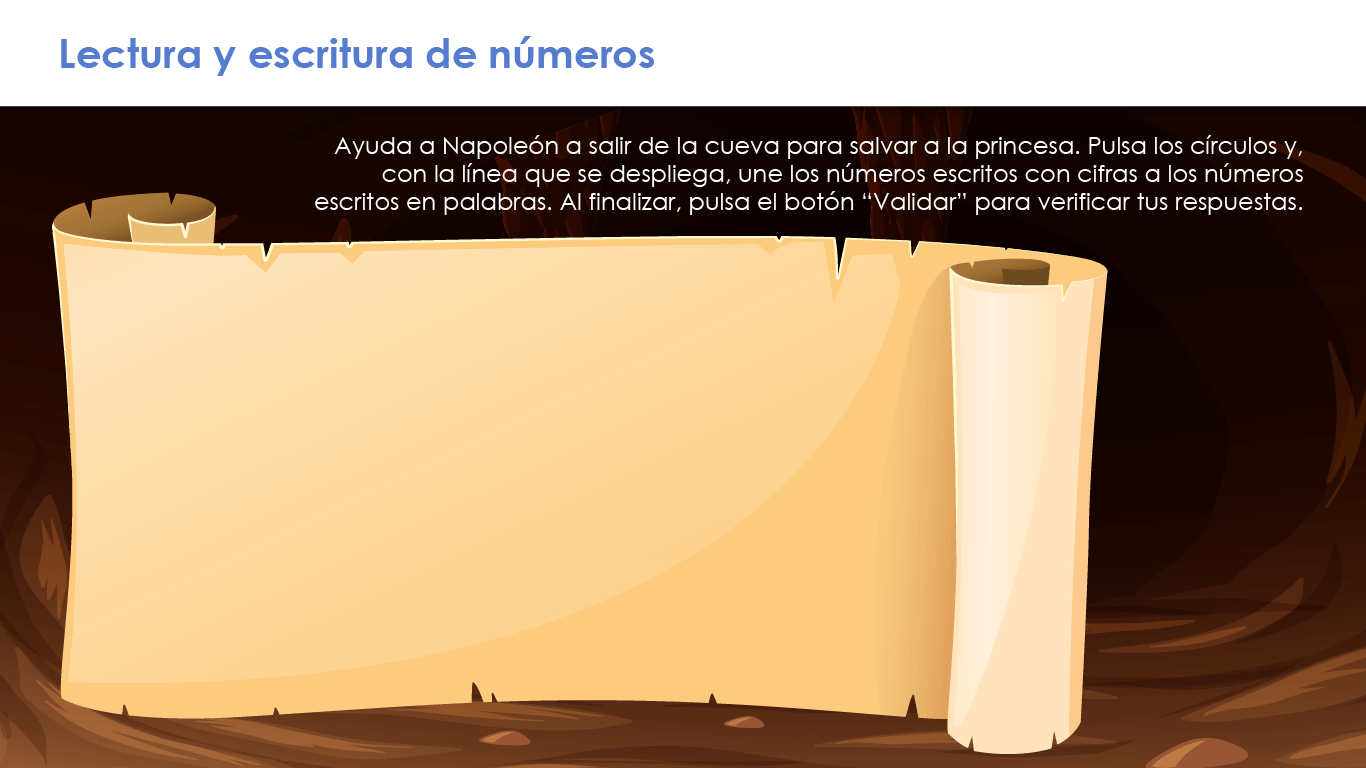 Lectura y escritura de números
Ayuda a Napoleón a salir de la cueva para salvar a la princesa. Pulsa los círculos y,
con la línea que se despliega, une los números escritos con cifras a los números
escritos en palabras. Al finalizar, pulsa el botón “Validar” para verificar tus respuestas.